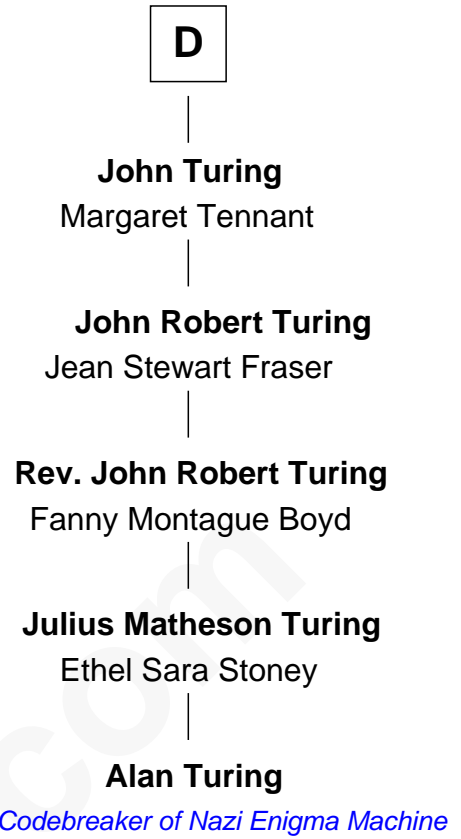 D
John Turing
Margaret Tennant
John Robert Turing
Jean Stewart Fraser
Rev. John Robert Turing
Fanny Montague Boyd
Julius Matheson Turing
Ethel Sara Stoney
Alan Turing
Codebreaker of Nazi Enigma Machine
com